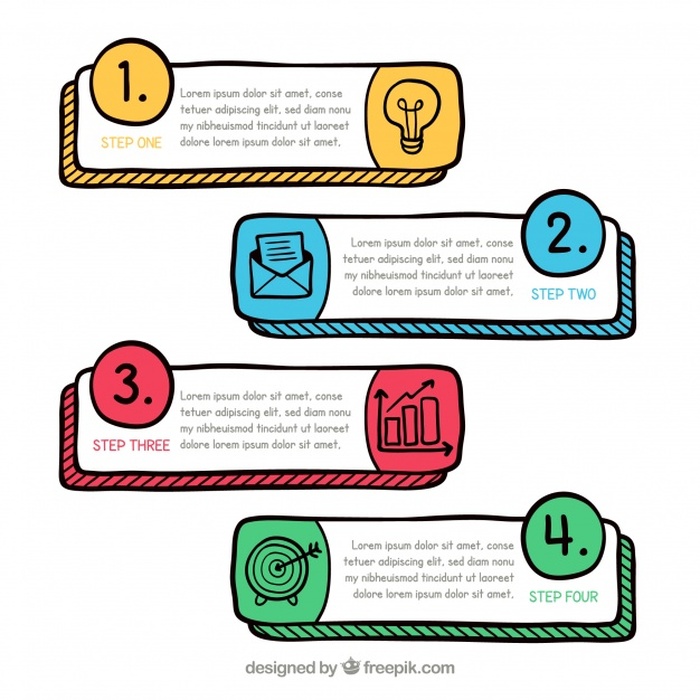 1.
STEP ONE
Lorem ipsum dolor sit amet, conse
tetuer adipiscing elit, sed diam nonu
my nibheuismod tincidunt ut laoreet
dolore lorem ipsum dolor sit amet,
2.
STEP TWO
Lorem ipsum dolor sit amet, conse
tetuer adipiscing elit, sed diam nonu
my nibheuismod tincidunt ut laoreet
dolore lorem ipsum dolor sit amet,
3.
STEP THREE
Lorem ipsum dolor sit amet, conse
tetuer adipiscing elit, sed diam nonu
my nibheuismod tincidunt ut laoreet
dolore lorem ipsum dolor sit amet,
4.
STEP FOUR
Lorem ipsum dolor sit amet, conse
tetuer adipiscing elit, sed diam nonu
my nibheuismod tincidunt ut laoreet
dolore lorem ipsum dolor sit amet,
designed by freepik.com